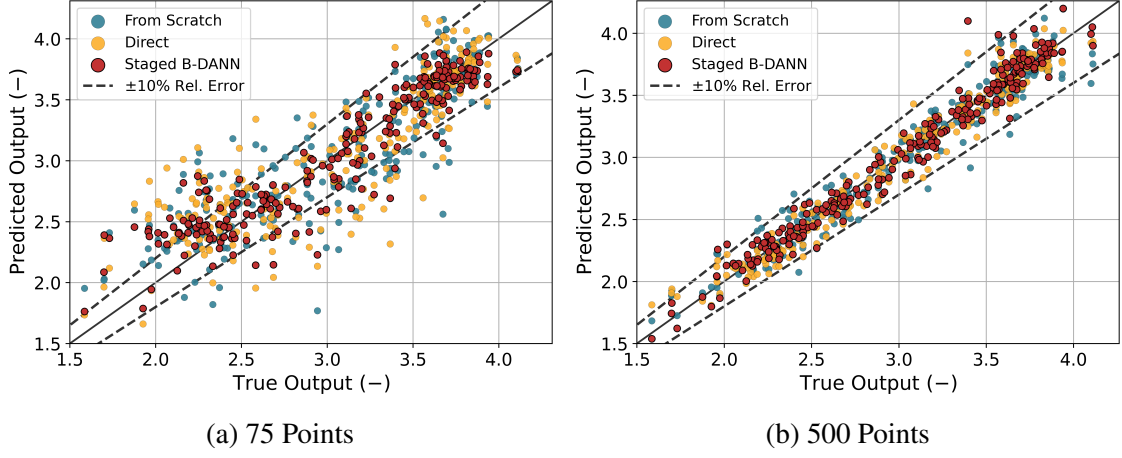 From Scratch
Direct
Staged B-DANN
±10% Rel. Error
Predicted Output (−)
4.0
3.5
3.0
2.5
2.0
1.5
1.5 2.0 2.5 3.0 3.5 4.0
True Output (−)
(a) 75 Points
From Scratch
Direct
Staged B-DANN
±10% Rel. Error
Predicted Output (−)
4.0
3.5
3.0
2.5
2.0
1.5
1.5 2.0 2.5 3.0 3.5 4.0
True Output (−)
(b) 500 Points